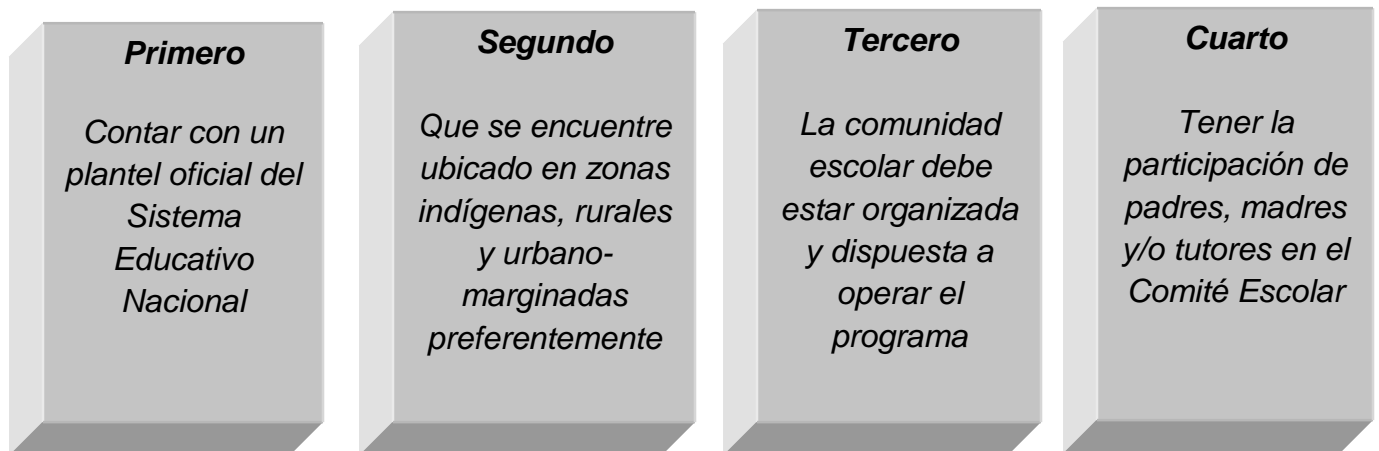 Primero
Contar con un
plantel oficial del
Sistema
Educativo
Nacional
Segundo
Que se encuentre
ubicado en zonas
indígenas, rurales
y urbano-
marginadas
preferentemente
Tercero
La comunidad
escolar debe
estar organizada
y dispuesta a
operar el
programa
Cuarto
Tener la
participación de
padres, madres
y/o tutores en el
Comité Escolar